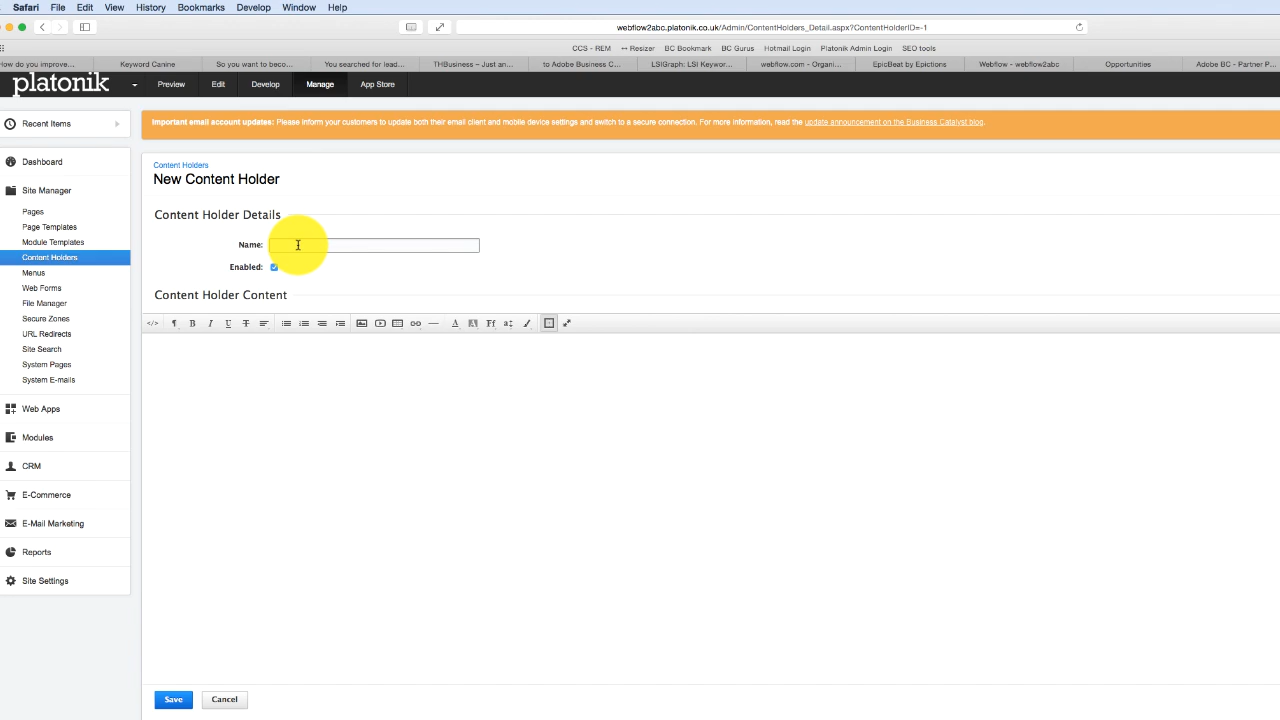 Safari File Edit View History Bookmarks Develop Window Help
webflow2abc.platonik.co.uk/Admin/ContentHolders_Detail.aspx?ContentHolderID=-1
CCS - REM ↔ Resizer BC Bookmark BC Gurus Hotmail Login Platonik Admin Login SEO tools
How do you improve... Keyword Canine So you want to beco... You searched for lead... THBusiness – Just an... to Adobe Business C... LSIGraph: LSI Keywor... webflow.com - Organi... EpicBeat by Epictions Webflow - webflow2abc Opportunities Adobe BC - Partner P...
platonik Preview Edit Develop Manage App Store
Recent Items
Important email account updates: Please inform your customers to update both their email client and mobile device settings and switch to a secure connection. For more information, read the update announcement on the Business Catalyst blog.
Dashboard
Site Manager
Pages
Page Templates
Module Templates
Content Holders
Menus
Web Forms
File Manager
Secure Zones
URL Redirects
Site Search
System Pages
System E-mails
Web Apps
Modules
CRM
E-Commerce
E-Mail Marketing
Reports
Site Settings
Content Holders
New Content Holder
Content Holder Details
Name:
Enabled:
Content Holder Content
Save Cancel